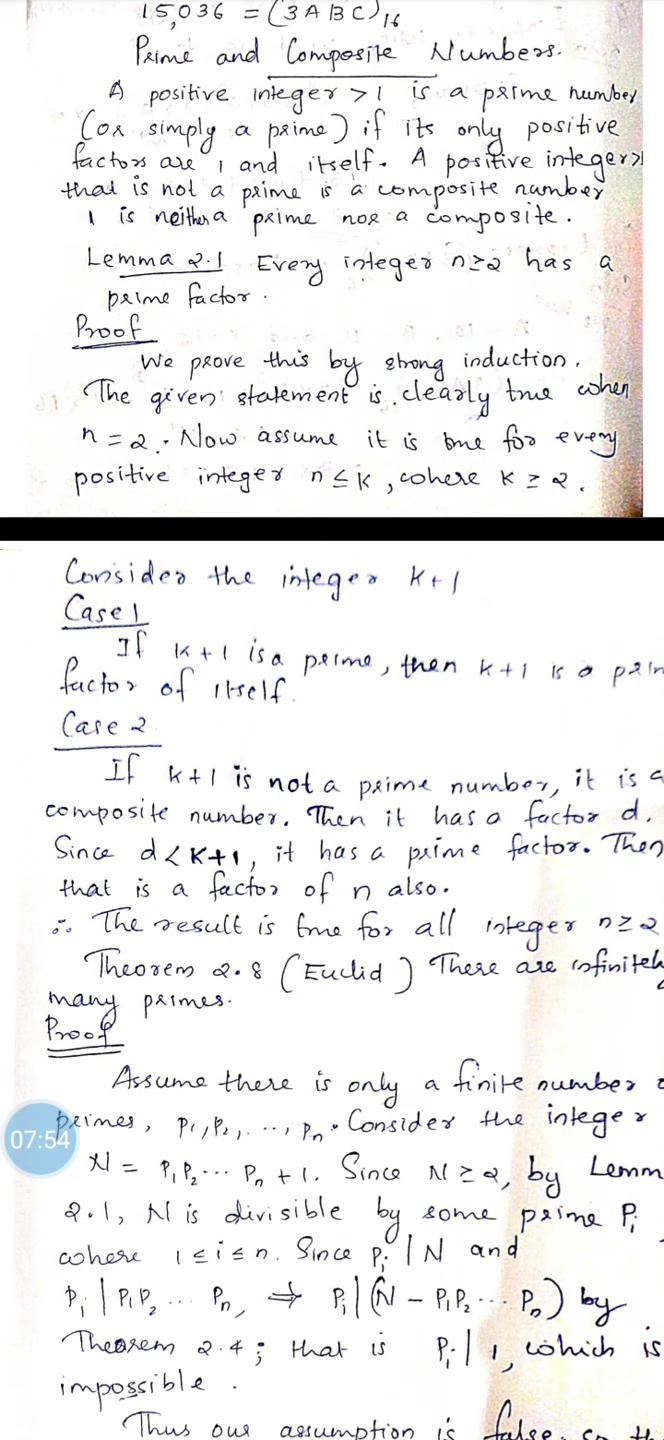 15,036 = (3ABC)16
Prime and Composite Numbers.
A positive integer >1 is a prime number
(or simply a prime) if its only positive
factors are 1 and itself. A positive integer>1
that is not a prime is a composite number
1 is neither a prime nor a composite.
Lemma 2.1 Every integer n≥2 has a
prime factor.
Proof
We prove this by strong induction.
The given statement is clearly true when
n = 2. Now assume it is true for every
positive integer n ≤ k, where k ≥ 2.
Consider the integer k+1
Case 1
If k+1 is a prime, then k+1 is a prim
factor of itself.
Case 2
If k+1 is not a prime number, it is a
composite number. Then it has a factor d.
Since d < k+1, it has a prime factor. Then
that is a factor of n also.
∴ The result is true for all integer n ≥ 2
Theorem 2.8 (Euclid) There are infinitely
many primes.
Proof
Assume there is only a finite number
primes, p1, p2, ..., pn. Consider the integer
07:54
N = p1 p2 ... pn + 1. Since N ≥ 2, by Lemm
2.1, N is divisible by some prime Pi
where 1 ≤ i ≤ n. Since Pi | N and
Pi | P1 P2 ... Pn, ⇒ Pi | (N - P1 P2 ... Pn) by
Theorem 2.4; that is Pi | 1, which is
impossible.
Thus our assumption is false, so th